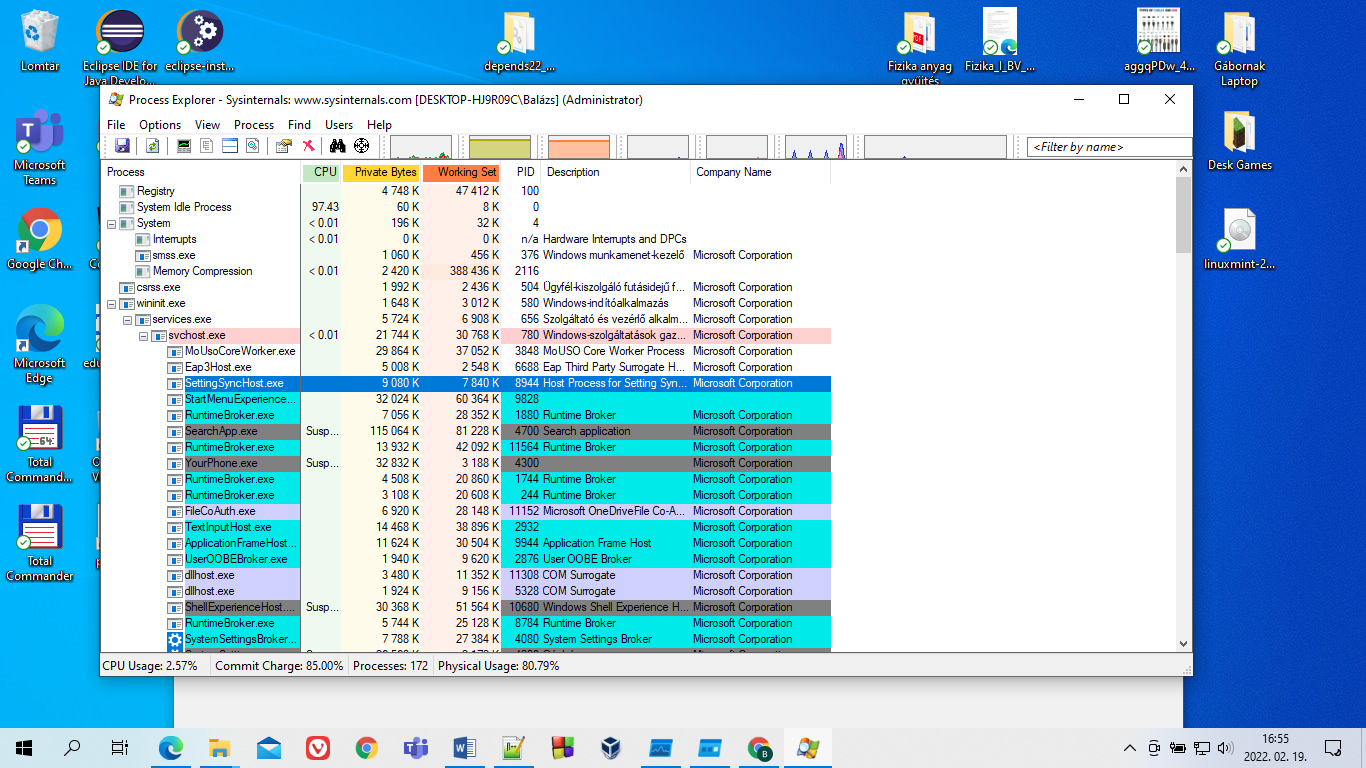 Lomtár
Eclipse IDE for
Java Develo...
eclipse-inst...
depends22_...
Fizika anyag
gyűjtés
Fizika_I_BV_...
aggqPDw_4...
Gábornak
Laptop
Microsoft
Teams
Google Ch...
Microsoft
Edge
Total
Command...
Total
Commander
Desk Games
linuxmint-2...
Process Explorer - Sysinternals: www.sysinternals.com [DESKTOP-HJ9R09C\Balázs] (Administrator)
File Options View Process Find Users Help
<Filter by name>
Process CPU Private Bytes Working Set PID Description Company Name
Registry 4 748 K 47 412 K 100
System Idle Process 97.43 60 K 8 K 0
System < 0.01 196 K 32 K 4
Interrupts < 0.01 0 K 0 K n/a Hardware Interrupts and DPCs
smss.exe 1 060 K 456 K 376 Windows munkamenet-kezelő Microsoft Corporation
Memory Compression < 0.01 2 420 K 388 436 K 2116
csrss.exe 1 992 K 2 436 K 504 Ügyfél-kiszolgáló futásidejű f... Microsoft Corporation
wininit.exe 1 648 K 3 012 K 580 Windows-indítóalkalmazás Microsoft Corporation
services.exe 5 724 K 6 908 K 656 Szolgáltató és vezérlő alkalm... Microsoft Corporation
svchost.exe < 0.01 21 744 K 30 768 K 780 Windows-szolgáltatások gaz... Microsoft Corporation
MoUsoCoreWorker.exe 29 864 K 37 052 K 3848 MoUSO Core Worker Process Microsoft Corporation
Eap3Host.exe 5 008 K 2 548 K 6688 Eap Third Party Surrogate H... Microsoft Corporation
SettingSyncHost.exe 9 080 K 7 840 K 8944 Host Process for Setting Syn... Microsoft Corporation
StartMenuExperience... 32 024 K 60 364 K 9828
RuntimeBroker.exe 7 056 K 28 352 K 1880 Runtime Broker Microsoft Corporation
SearchApp.exe Susp... 115 064 K 81 228 K 4700 Search application Microsoft Corporation
RuntimeBroker.exe 13 932 K 42 092 K 11564 Runtime Broker Microsoft Corporation
YourPhone.exe Susp... 32 832 K 3 188 K 4300 Microsoft Corporation
RuntimeBroker.exe 4 508 K 20 860 K 1744 Runtime Broker Microsoft Corporation
RuntimeBroker.exe 3 108 K 20 608 K 244 Runtime Broker Microsoft Corporation
FileCoAuth.exe 6 920 K 28 148 K 11152 Microsoft OneDriveFile Co-A... Microsoft Corporation
TextInputHost.exe 14 468 K 38 896 K 2932 Microsoft Corporation
ApplicationFrameHost... 11 624 K 30 504 K 9944 Application Frame Host Microsoft Corporation
UserOOBEBroker.exe 1 940 K 9 620 K 2876 User OOBE Broker Microsoft Corporation
dllhost.exe 3 480 K 11 352 K 11308 COM Surrogate Microsoft Corporation
dllhost.exe 1 924 K 9 156 K 5328 COM Surrogate Microsoft Corporation
ShellExperienceHost.... Susp... 30 368 K 51 564 K 10680 Windows Shell Experience H... Microsoft Corporation
RuntimeBroker.exe 5 744 K 25 128 K 8784 Runtime Broker Microsoft Corporation
SystemSettingsBroker... 7 788 K 27 384 K 4080 System Settings Broker Microsoft Corporation
CPU Usage: 2.57% Commit Charge: 85.00% Processes: 172 Physical Usage: 80.79%
16:55
2022. 02. 19.